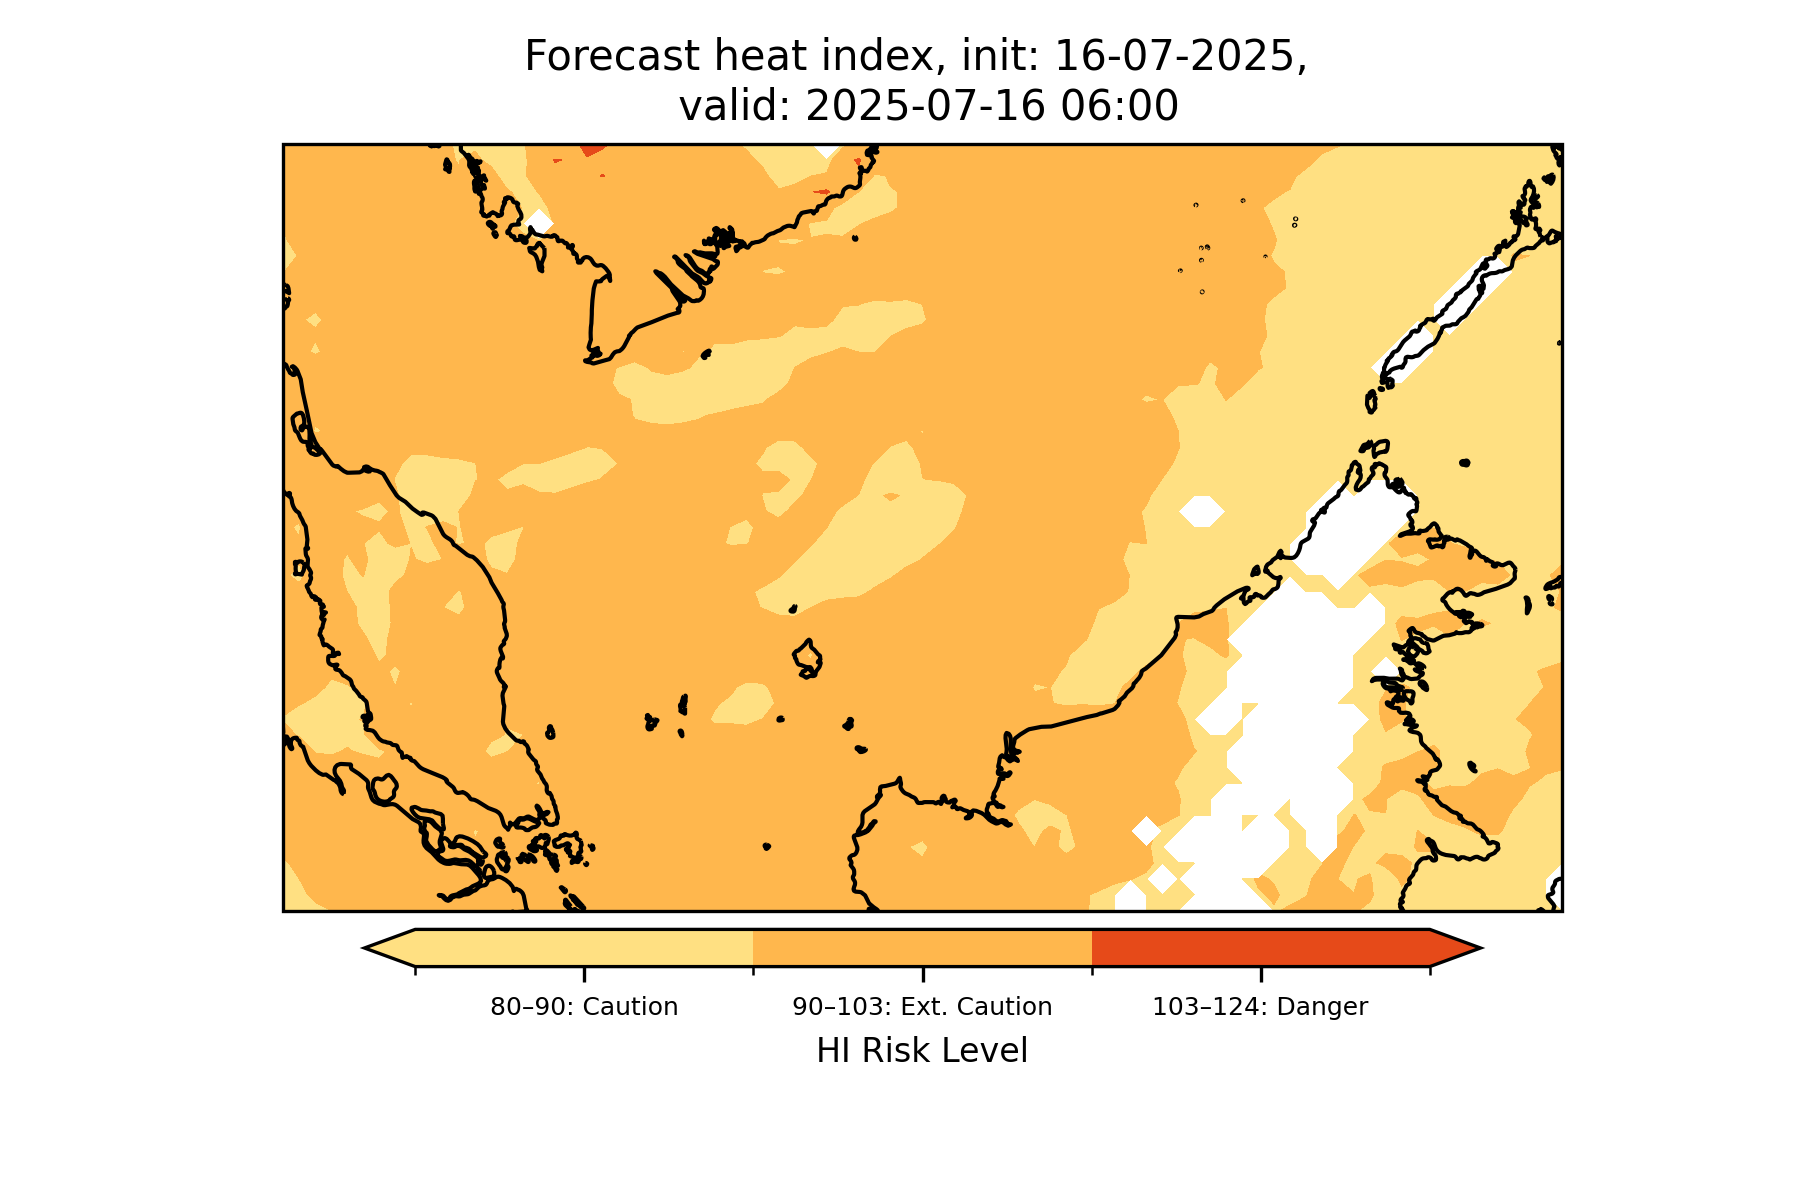 Forecast heat index, init: 16-07-2025,
valid: 2025-07-16 06:00
80–90: Caution
90–103: Ext. Caution
103–124: Danger
HI Risk Level